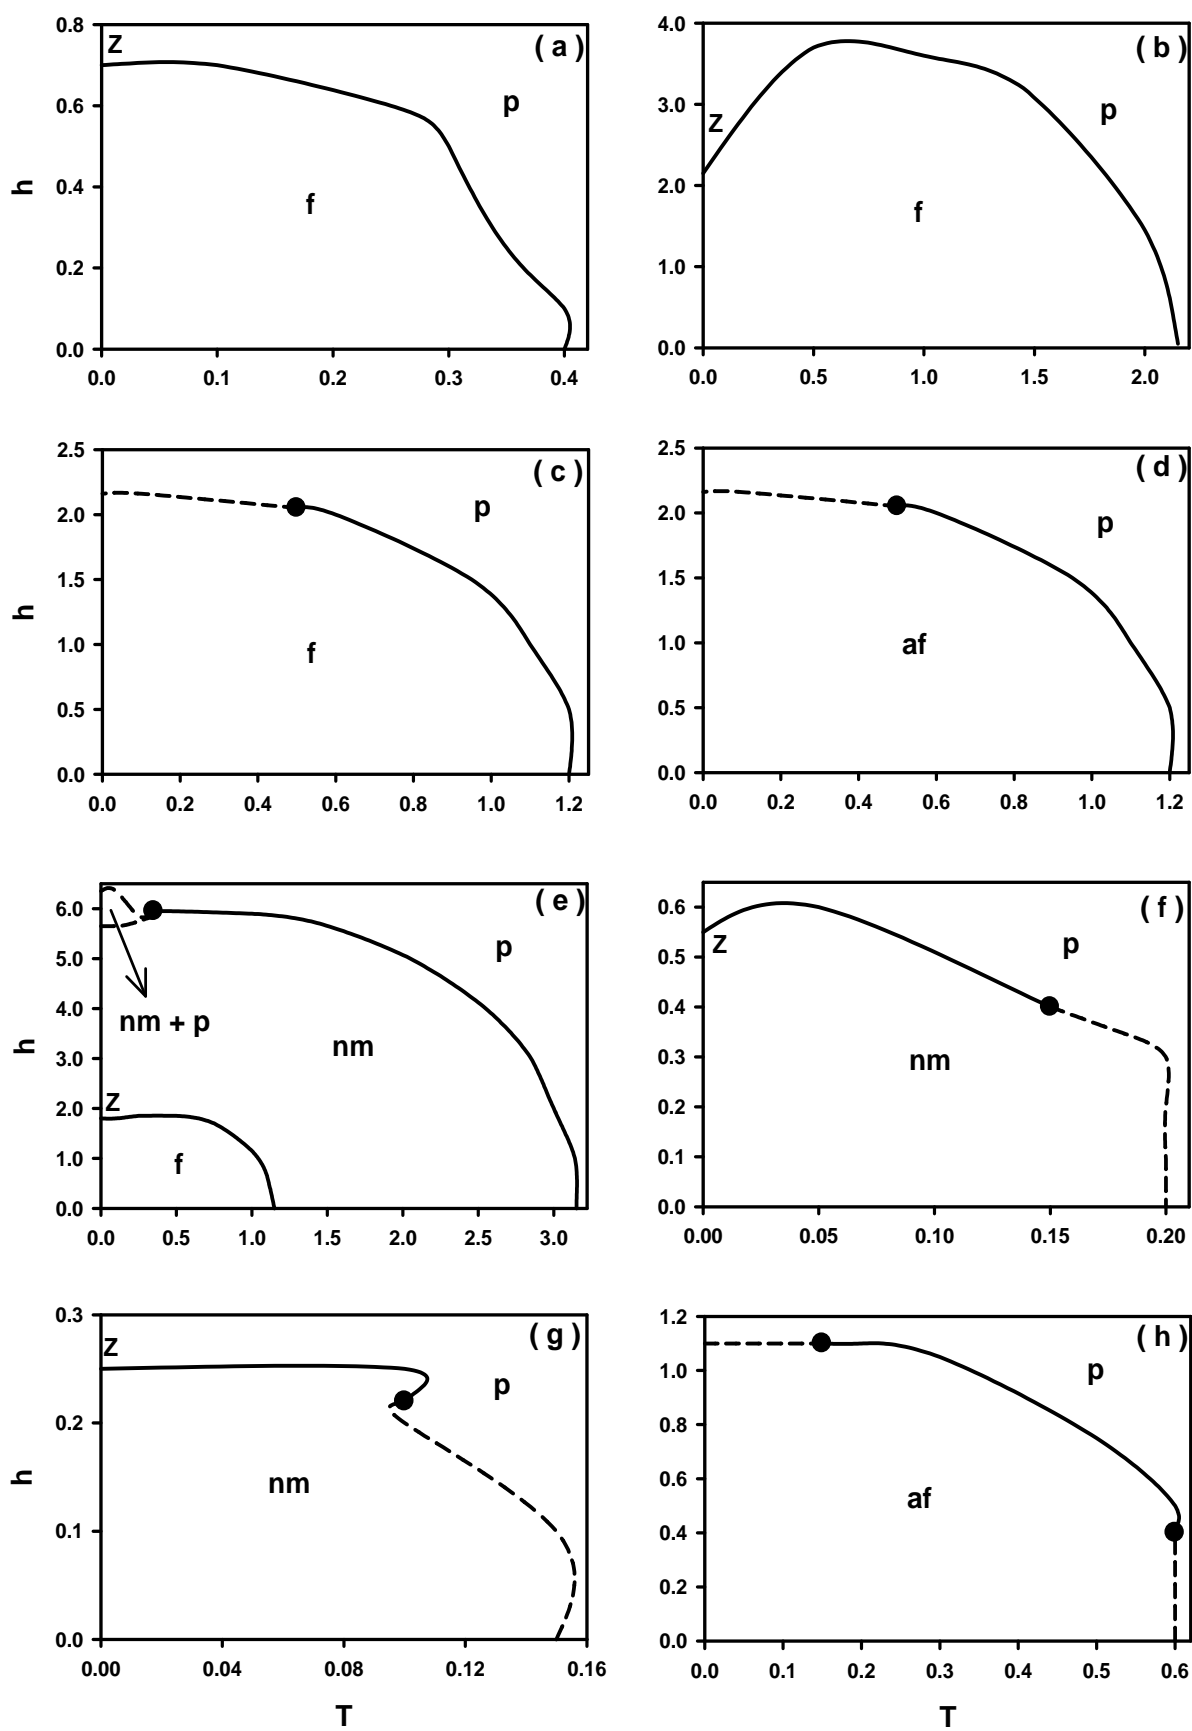 ( a )
0.8
Z
p
0.6
h
0.4
f
0.2
0.0
0.0 0.1 0.2 0.3 0.4
( b )
4.0
3.0
Z
p
2.0
f
1.0
0.0
0.0 0.5 1.0 1.5 2.0
( c )
2.5
2.0
p
1.5
h
1.0
f
0.5
0.0
0.0 0.2 0.4 0.6 0.8 1.0 1.2
( d )
2.5
2.0
p
1.5
1.0
af
0.5
0.0
0.0 0.2 0.4 0.6 0.8 1.0 1.2
( e )
6.0
p
5.0
4.0
nm + p
h
3.0
nm
Z
2.0
1.0
f
0.0
0.0 0.5 1.0 1.5 2.0 2.5 3.0
( f )
0.6
Z
p
0.5
0.4
0.3
nm
0.2
0.1
0.0
0.00 0.05 0.10 0.15 0.20
( g )
0.3
Z
p
0.2
h
nm
0.1
0.0
0.00 0.04 0.08 0.12 0.16
T
( h )
1.2
1.0
p
0.8
0.6
af
0.4
0.2
0.0
0.0 0.1 0.2 0.3 0.4 0.5 0.6
T